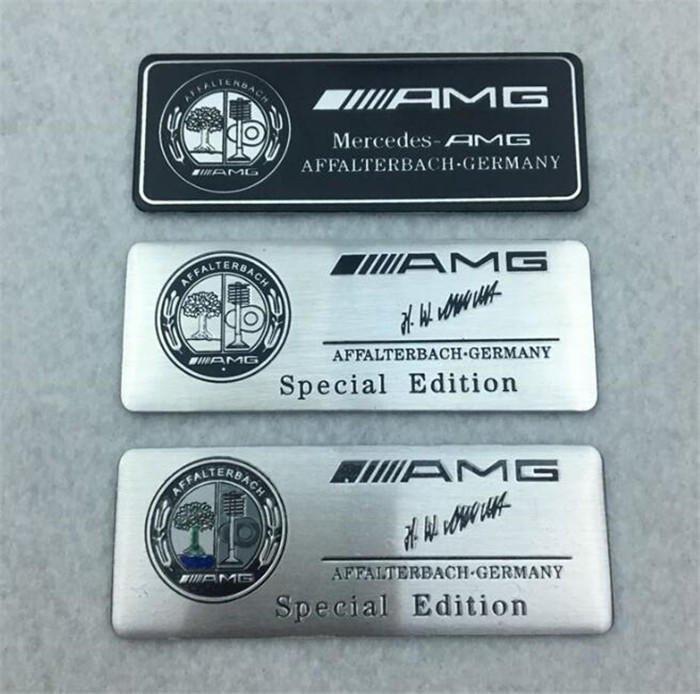 AFFALTERBACH
AMG
AMG
Mercedes-AMG
AFFALTERBACH·GERMANY
AFFALTERBACH
AMG
AMG
H. W.
AFFALTERBACH·GERMANY
Special Edition
AFFALTERBACH
AMG
AMG
H. W.
AFFALTERBACH·GERMANY
Special Edition